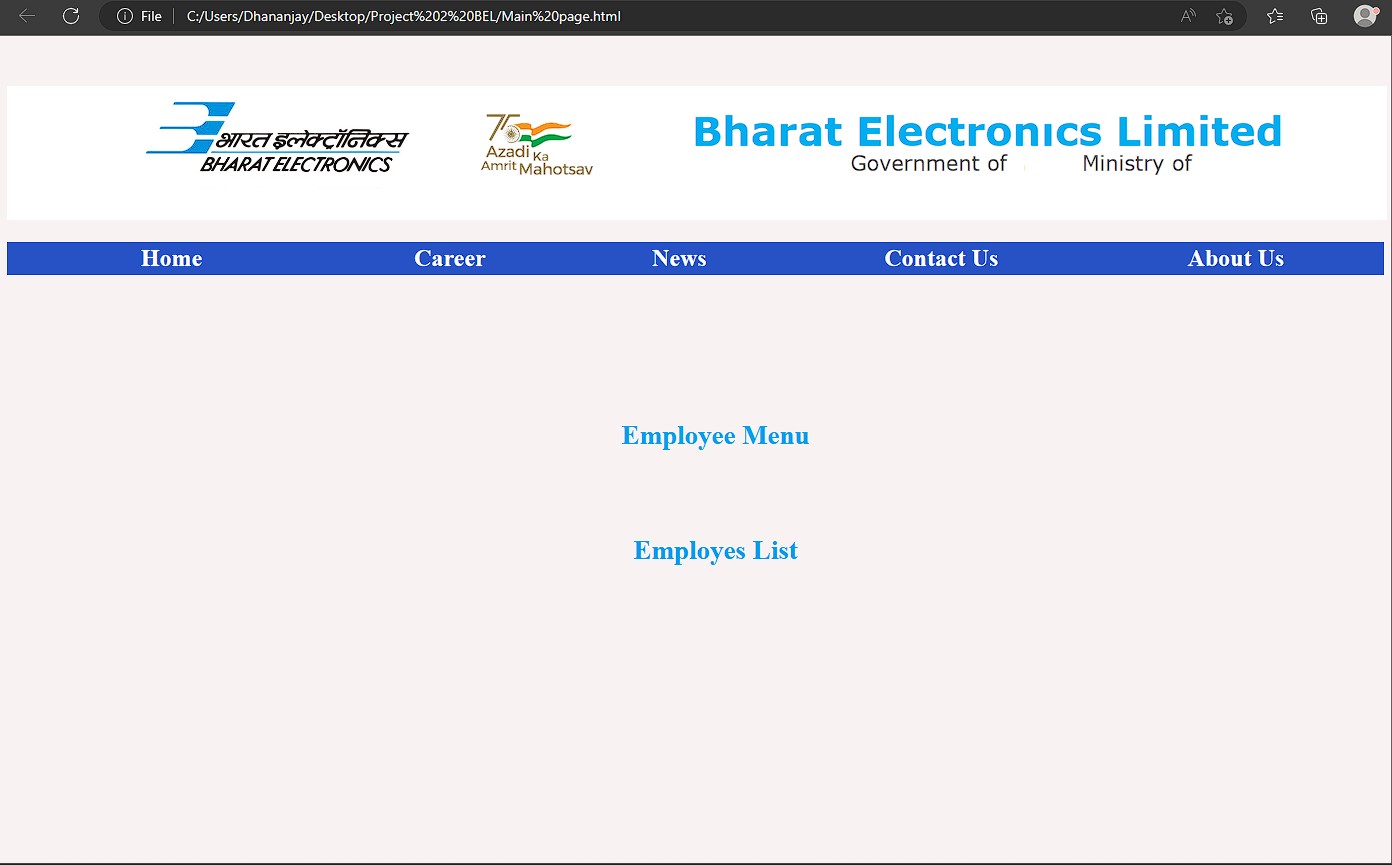 File C:/Users/Dhananjay/Desktop/Project%202%20BEL/Main%20page.html
भारत इलेक्ट्रॉनिक्स
BHARAT ELECTRONICS
75
Azadi Ka
Amrit Mahotsav
Bharat Electronıcs Limited
Government of Ministry of
Home Career News Contact Us About Us
Employee Menu
Employes List